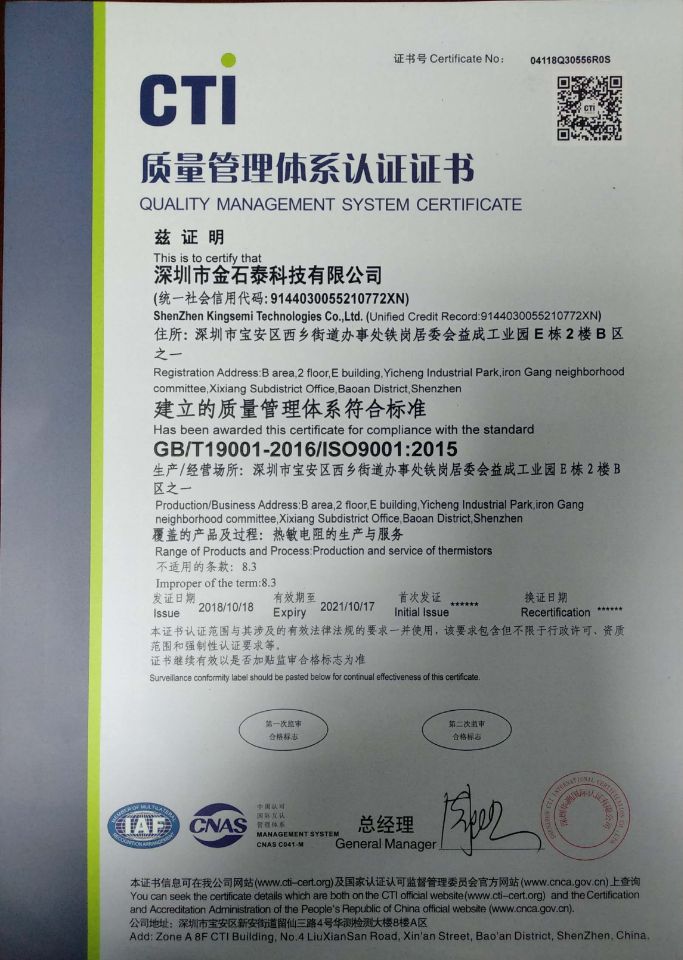 证书号 Certificate No： 04118Q30556R0S
CTI
CTI
质量管理体系认证证书
QUALITY MANAGEMENT SYSTEM CERTIFICATE
兹 证 明
This is to certify that
深圳市金石泰科技有限公司
(统一社会信用代码: 9144030055210772XN)
ShenZhen Kingsemi Technologies Co.,Ltd. (Unified Credit Record:9144030055210772XN)
住所：深圳市宝安区西乡街道办事处铁岗居委会益成工业园 E 栋 2 楼 B 区
之一
Registration Address:B area,2 floor,E building,Yicheng Industrial Park,iron Gang neighborhood
committee,Xixiang Subdistrict Office,Baoan District,Shenzhen
建立的质量管理体系符合标准
Has been awarded this certificate for compliance with the standard
GB/T19001-2016/ISO9001:2015
生产/经营场所：深圳市宝安区西乡街道办事处铁岗居委会益成工业园 E 栋 2 楼 B
区之一
Production/Business Address:B area,2 floor,E building,Yicheng Industrial Park,iron Gang
neighborhood committee,Xixiang Subdistrict Office,Baoan District,Shenzhen
覆盖的产品及过程：热敏电阻的生产与服务
Range of Products and Process:Production and service of thermistors
不适用的条款：8.3
Improper of the term:8.3
发证日期 有效期至 首次发证 换证日期
Issue 2018/10/18 Expiry 2021/10/17 Initial Issue ****** Recertification ******
本证书认证范围与其涉及的有效法律法规的要求一并使用，该要求包含但不限于行政许可、资质
范围和强制性认证要求等。
证书继续有效以是否加贴监审合格标志为准
Surveillance conformity label should be pasted below for continual effectiveness of this certificate.
第一次监审 第二次监审
合格标志 合格标志
MEMBER OF MULTILATERAL
IAF
RECOGNITION ARRANGEMENT
CNAS
中国认可
国际互认
管理体系
MANAGEMENT SYSTEM
CNAS C041-M
总经理
General Manager
本证书信息可在我公司网站(www.cti-cert.org)及国家认证认可监督管理委员会官方网站(www.cnca.gov.cn)上查询
You can seek the certificate details which are both on the CTI official website(www.cti-cert.org) and the Certification
and Accreditation Administration of the People's Republic of China official website (www.cnca.gov.cn).
公司地址：深圳市宝安区新安街道留仙三路4号华测检测大楼8楼A区
Add: Zone A 8F CTI Building, No.4 LiuXianSan Road, Xin'an Street, Bao'an District, ShenZhen, China.